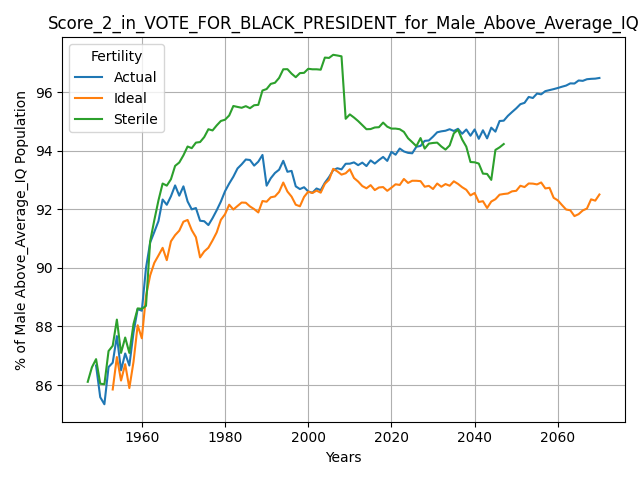 Score_2_in_VOTE_FOR_BLACK_PRESIDENT_for_Male_Above_Average_IQ
Fertility
Actual
Ideal
Sterile
% of Male Above_Average_IQ Population
96
94
92
90
88
86
1960
1980
2000
2020
2040
2060
Years